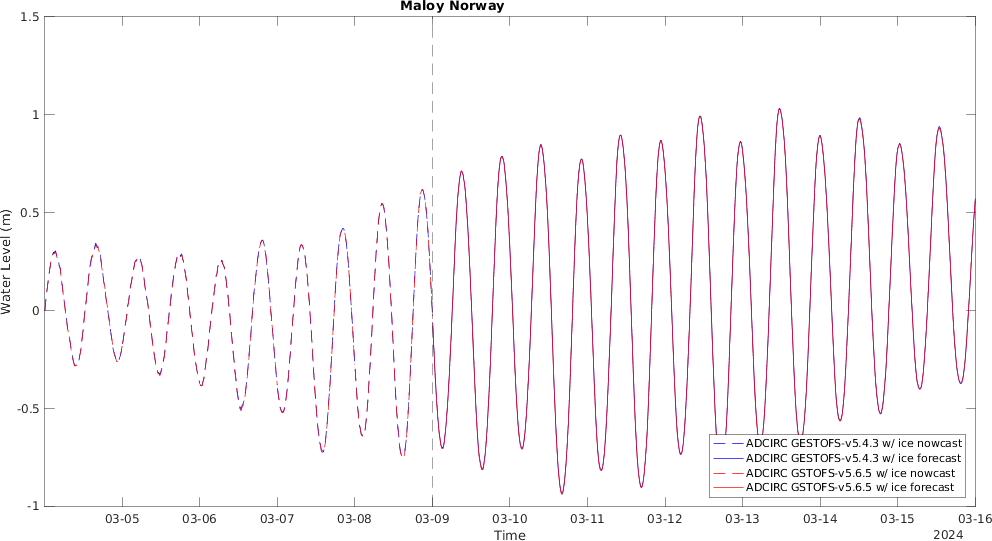 Maloy Norway
1.5
1
0.5
0
-0.5
-1
Water Level (m)
ADCIRC GESTOFS-v5.4.3 w/ ice nowcast
ADCIRC GESTOFS-v5.4.3 w/ ice forecast
ADCIRC GSTOFS-v5.6.5 w/ ice nowcast
ADCIRC GSTOFS-v5.6.5 w/ ice forecast
03-05 03-06 03-07 03-08 03-09 03-10 03-11 03-12 03-13 03-14 03-15 03-16
Time
2024